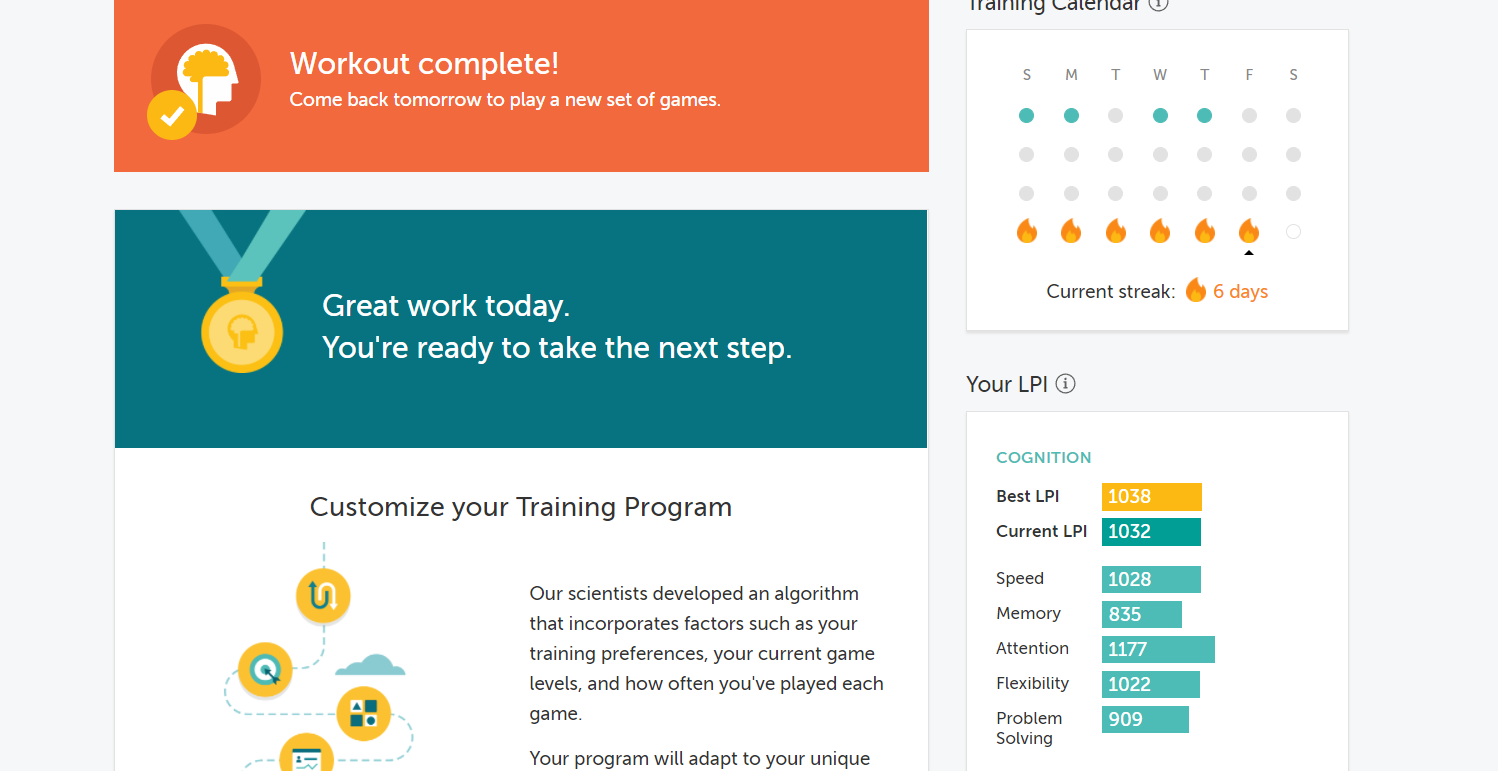 Workout complete!
Come back tomorrow to play a new set of games.
Great work today.
You're ready to take the next step.
Customize your Training Program
Our scientists developed an algorithm
that incorporates factors such as your
training preferences, your current game
levels, and how often you've played each
game.
Your program will adapt to your unique
Training Calendar
S M T W T F S
Current streak: 6 days
Your LPI
COGNITION
Best LPI 1038
Current LPI 1032
Speed 1028
Memory 835
Attention 1177
Flexibility 1022
Problem
Solving 909